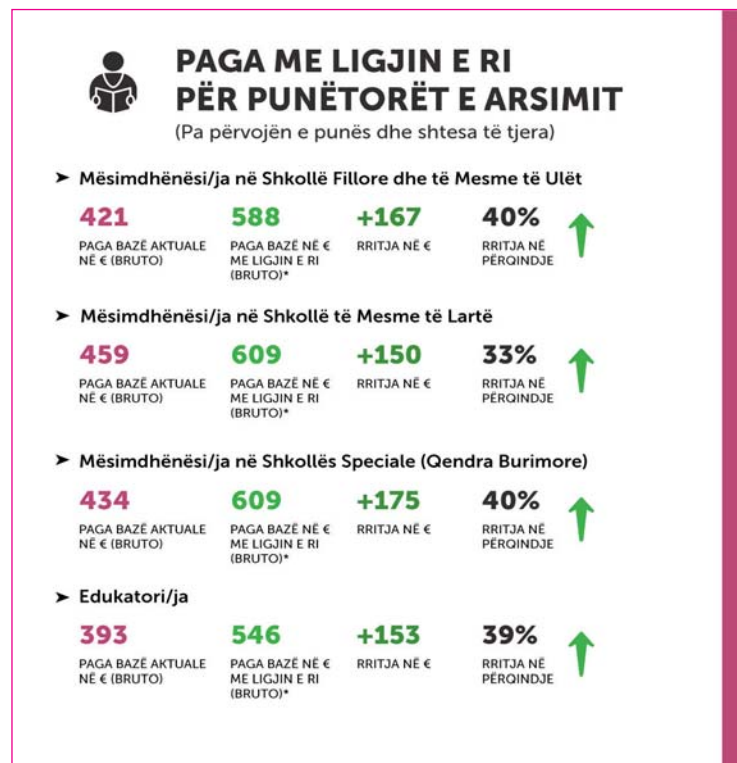 PAGA ME LIGJIN E RI
PËR PUNËTORËT E ARSIMIT
(Pa përvojën e punës dhe shtesa të tjera)
➤ Mësimdhënësi/ja në Shkollë Fillore dhe të Mesme të Ulët
421 588 +167 40%
PAGA BAZË AKTUALE PAGA BAZË NË € RRITJA NË € RRITJA NË
NË € (BRUTO) ME LIGJIN E RI PËRQINDJE
(BRUTO)*
➤ Mësimdhënësi/ja në Shkollë të Mesme të Lartë
459 609 +150 33%
PAGA BAZË AKTUALE PAGA BAZË NË € RRITJA NË € RRITJA NË
NË € (BRUTO) ME LIGJIN E RI PËRQINDJE
(BRUTO)*
➤ Mësimdhënësi/ja në Shkollës Speciale (Qendra Burimore)
434 609 +175 40%
PAGA BAZË AKTUALE PAGA BAZË NË € RRITJA NË € RRITJA NË
NË € (BRUTO) ME LIGJIN E RI PËRQINDJE
(BRUTO)*
➤ Edukatori/ja
393 546 +153 39%
PAGA BAZË AKTUALE PAGA BAZË NË € RRITJA NË € RRITJA NË
NË € (BRUTO) ME LIGJIN E RI PËRQINDJE
(BRUTO)*